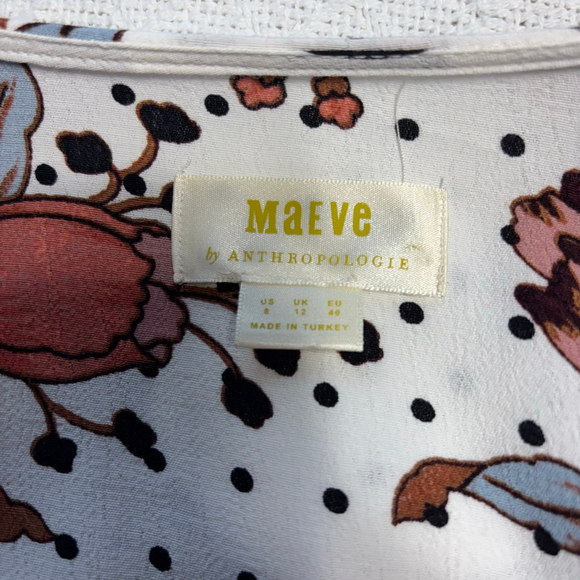 MaEVe
by ANTHROPOLOGIE
US UK EU
8 12 40
MADE IN TURKEY